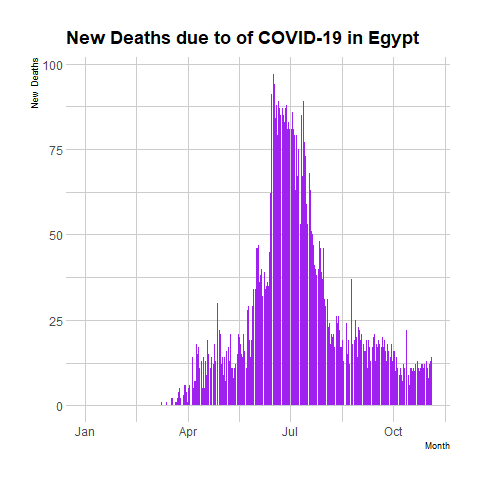 New Deaths due to of COVID-19 in Egypt
New Deaths
100
75
50
25
0
Jan Apr Jul Oct
Month